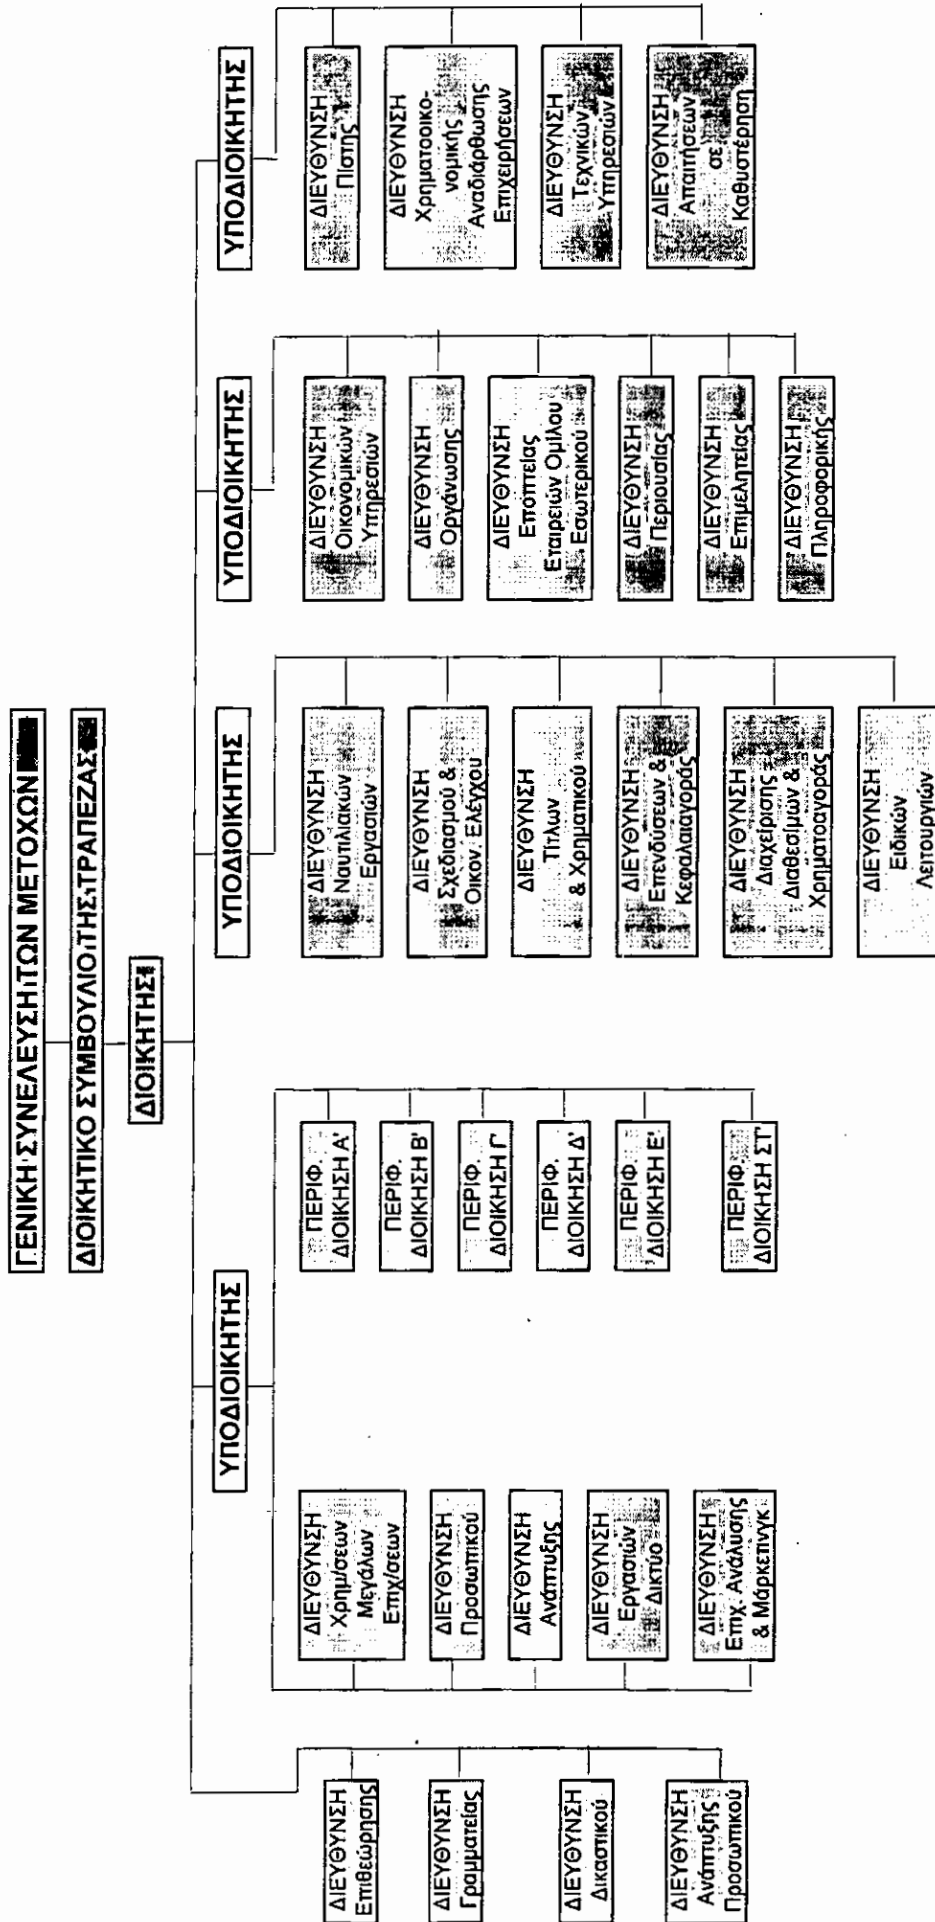 ΓΕΝΙΚΗ ΣΥΝΕΛΕΥΣΗ ΤΩΝ ΜΕΤΟΧΩΝ
ΔΙΟΙΚΗΤΙΚΟ ΣΥΜΒΟΥΛΙΟ ΤΗΣ ΤΡΑΠΕΖΑΣ
ΔΙΟΙΚΗΤΗΣ
ΔΙΕΥΘΥΝΣΗ
Επιθεώρησης
ΔΙΕΥΘΥΝΣΗ
Γραμματείας
ΔΙΕΥΘΥΝΣΗ
Δικαστικού
ΔΙΕΥΘΥΝΣΗ
Ανάπτυξης
Προσωπικού
ΥΠΟΔΙΟΙΚΗΤΗΣ
ΔΙΕΥΘΥΝΣΗ
Χρημ/σεων
Μεγάλων
Επιχ/σεων
ΔΙΕΥΘΥΝΣΗ
Προσωπικού
ΔΙΕΥΘΥΝΣΗ
Ανάπτυξης
ΔΙΕΥΘΥΝΣΗ
Εργασιών
Δικτύο
ΔΙΕΥΘΥΝΣΗ
Επιχ. Ανάλυσης
& Μάρκετινγκ
ΠΕΡΙΦ.
ΔΙΟΙΚΗΣΗ Α'
ΠΕΡΙΦ.
ΔΙΟΙΚΗΣΗ Β'
ΠΕΡΙΦ.
ΔΙΟΙΚΗΣΗ Γ'
ΠΕΡΙΦ.
ΔΙΟΙΚΗΣΗ Δ'
ΠΕΡΙΦ.
ΔΙΟΙΚΗΣΗ Ε'
ΠΕΡΙΦ.
ΔΙΟΙΚΗΣΗ ΣΤ'
ΥΠΟΔΙΟΙΚΗΤΗΣ
ΔΙΕΥΘΥΝΣΗ
Ναυτιλιακών
Εργασιών
ΔΙΕΥΘΥΝΣΗ
Σχεδιασμού &
Οικον. Ελέγχου
ΔΙΕΥΘΥΝΣΗ
Τίτλων
& Χρηματικού
ΔΙΕΥΘΥΝΣΗ
Επενδύσεων &
Κεφαλαιαγοράς
ΔΙΕΥΘΥΝΣΗ
Διαχείρισης
Διαθεσίμων &
Χρηματοαγοράς
ΔΙΕΥΘΥΝΣΗ
Ειδικών
Λειτουργιών
ΥΠΟΔΙΟΙΚΗΤΗΣ
ΔΙΕΥΘΥΝΣΗ
Οικονομικών
Υπηρεσιών
ΔΙΕΥΘΥΝΣΗ
Οργάνωσης
ΔΙΕΥΘΥΝΣΗ
Εποπτείας
Εταιρειών Ομίλου
Εσωτερικού
ΔΙΕΥΘΥΝΣΗ
Περιουσίας
ΔΙΕΥΘΥΝΣΗ
Επιμελητείας
ΔΙΕΥΘΥΝΣΗ
Πληροφορικής
ΥΠΟΔΙΟΙΚΗΤΗΣ
ΔΙΕΥΘΥΝΣΗ
Πίστης
ΔΙΕΥΘΥΝΣΗ
Χρηματοοικο-
νομικής
Αναδιάρθωσης
Επιχειρήσεων
ΔΙΕΥΘΥΝΣΗ
Τεχνικών
Υπηρεσιών
ΔΙΕΥΘΥΝΣΗ
Απαιτήσεων
σε
Καθυστέρηση